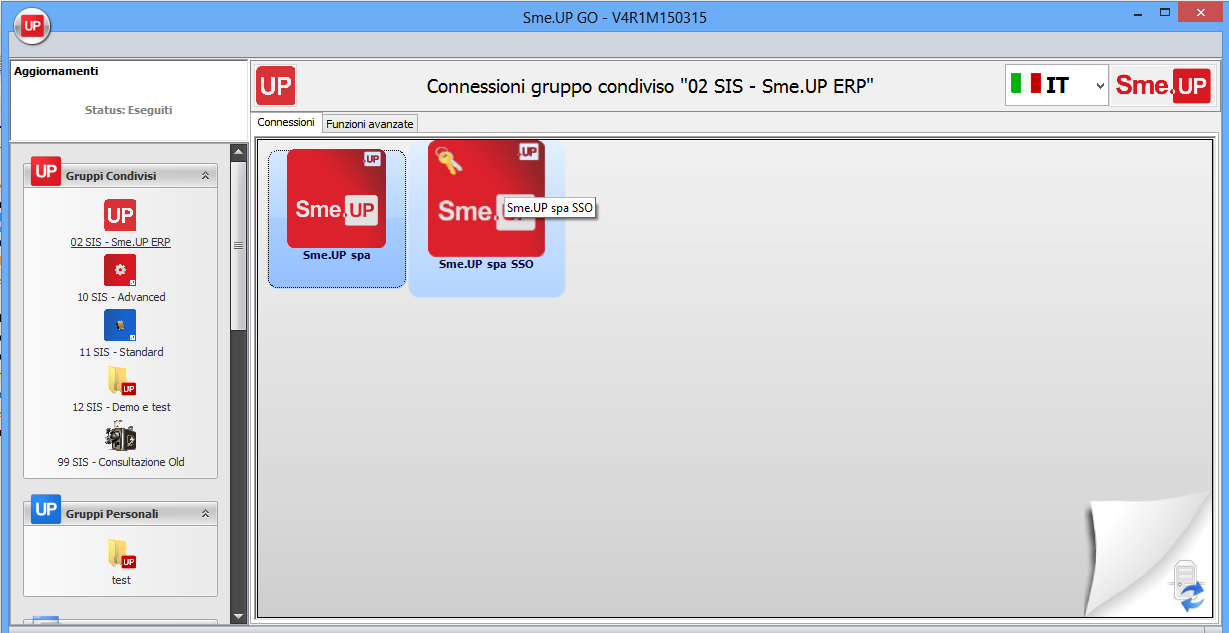 Sme.UP GO - V4R1M150315
UP
Aggiornamenti
Status: Eseguiti
UP
Gruppi Condivisi
UP
02 SIS - Sme.UP ERP
10 SIS - Advanced
11 SIS - Standard
UP
12 SIS - Demo e test
99 SIS - Consultazione Old
UP
Gruppi Personali
UP
test
UP
Connessioni gruppo condiviso "02 SIS - Sme.UP ERP"
IT
Sme.UP
Connessioni
Funzioni avanzate
.UP
Sme.UP
Sme.UP spa
.UP
Sme.
Sme.UP spa SSO
Sme.UP spa SSO